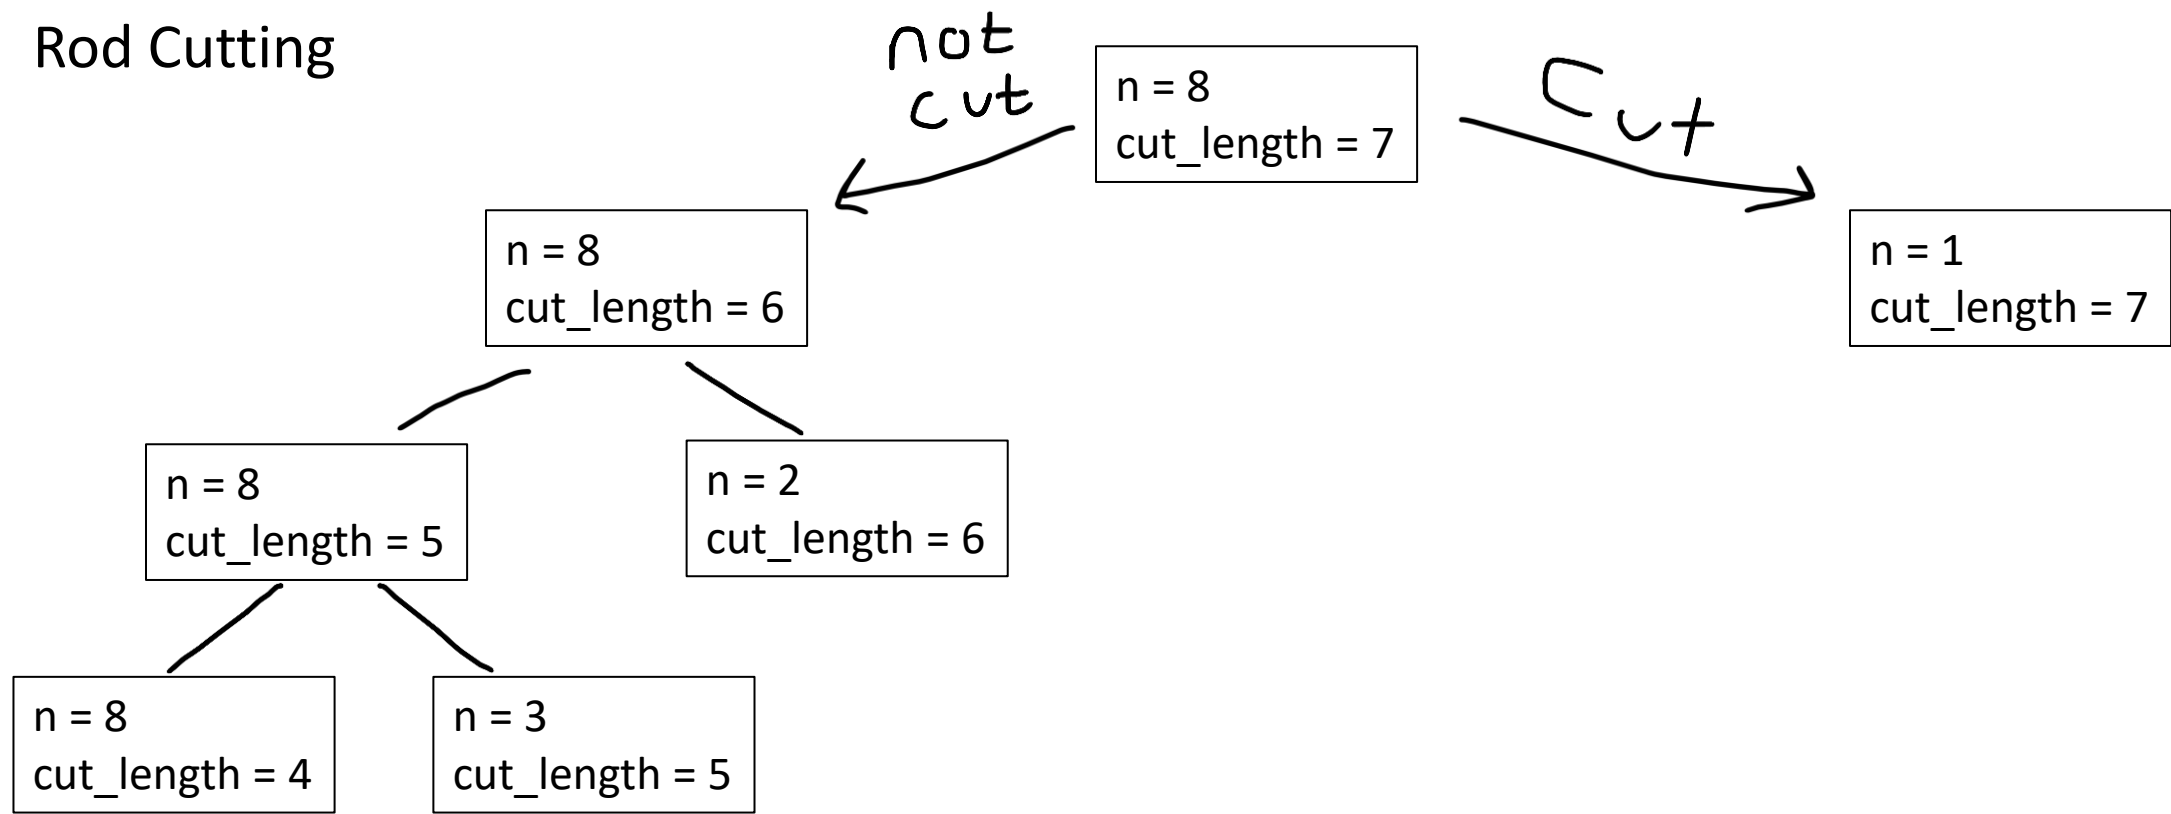 Rod Cutting
not
cut
n = 8
cut_length = 7
Cut
n = 8
cut_length = 6
n = 1
cut_length = 7
n = 8
cut_length = 5
n = 2
cut_length = 6
n = 8
cut_length = 4
n = 3
cut_length = 5